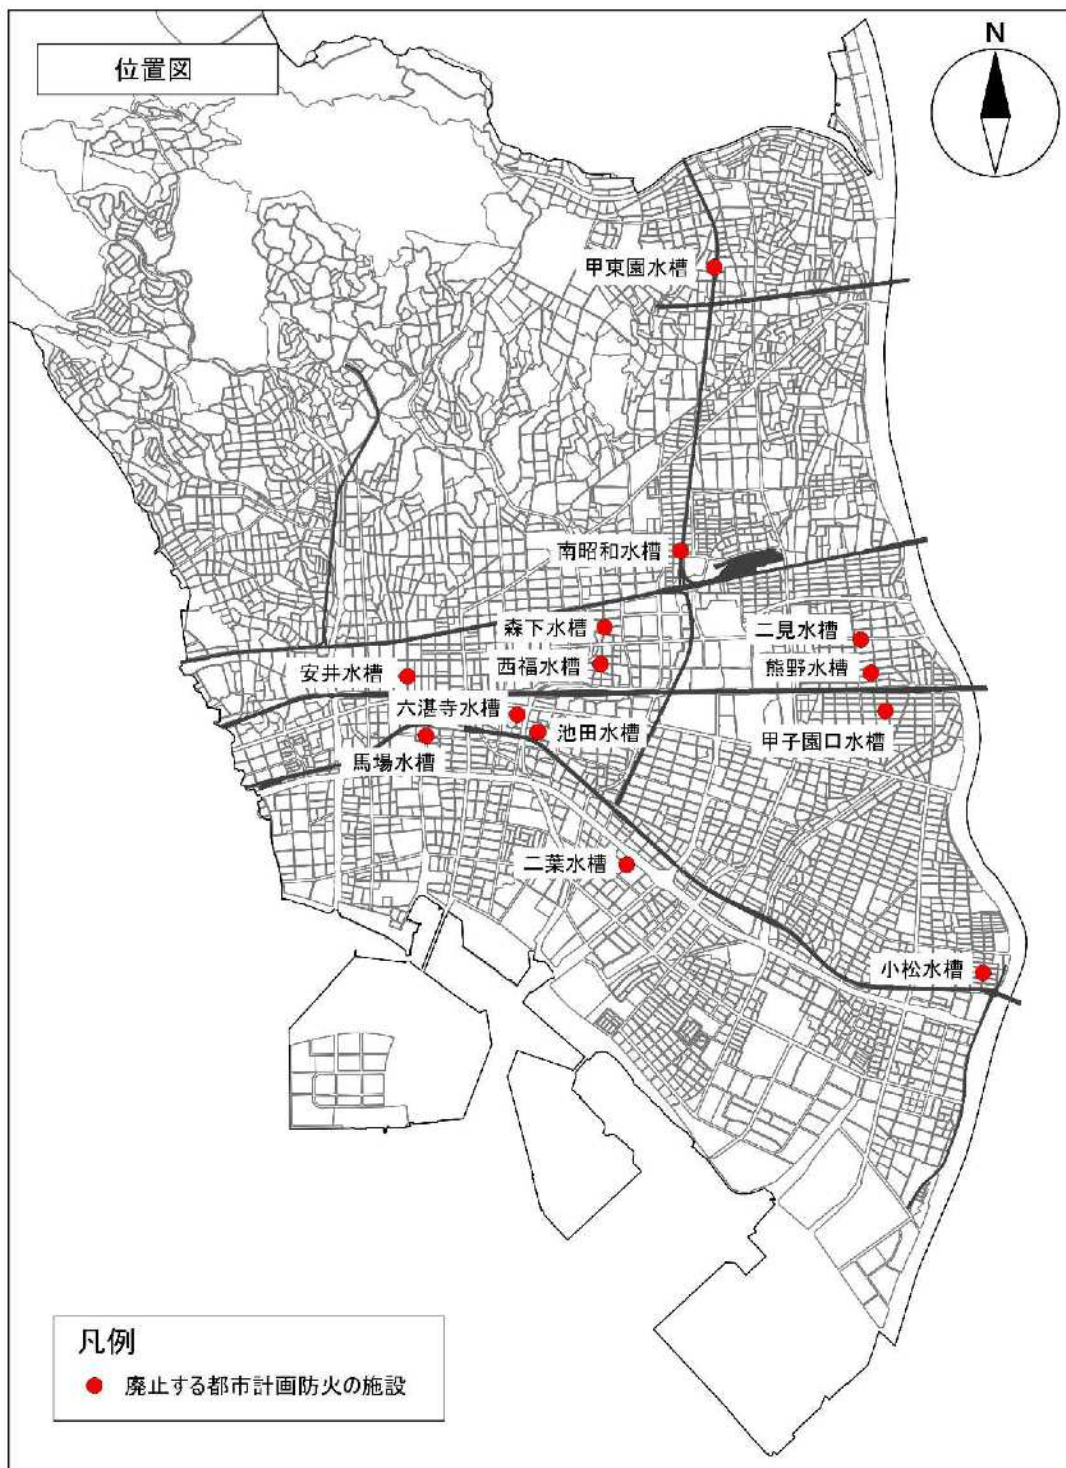 位置図
N
甲東園水槽
南昭和水槽
森下水槽
二見水槽
西福水槽
熊野水槽
安井水槽
六湛寺水槽
池田水槽
甲子園口水槽
馬場水槽
二葉水槽
小松水槽
凡例
廃止する都市計画防火の施設